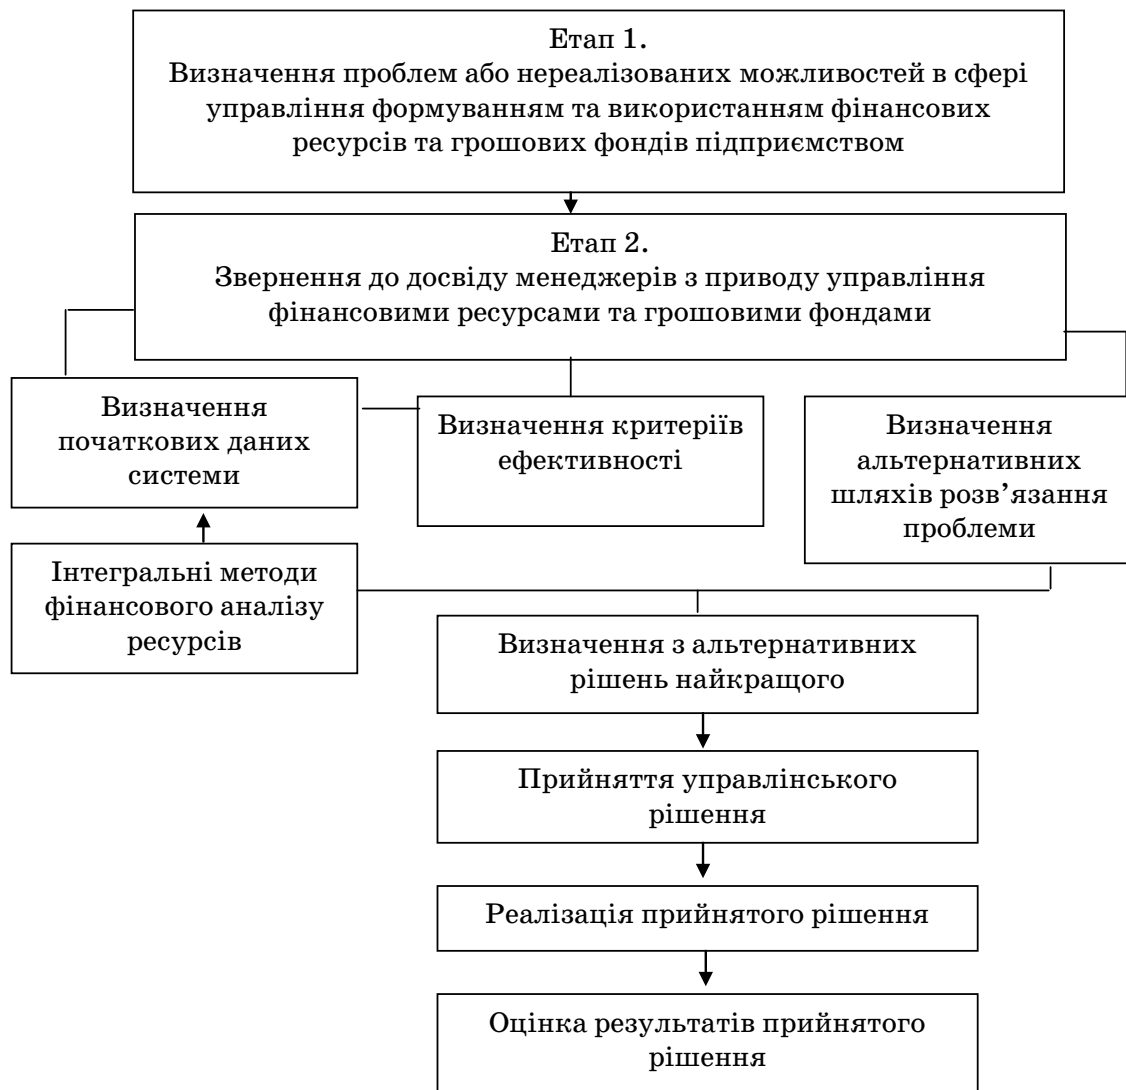 Етап 1.
Визначення проблем або нереалізованих можливостей в сфері
управління формуванням та використанням фінансових
ресурсів та грошових фондів підприємством
Етап 2.
Звернення до досвіду менеджерів з приводу управління
фінансовими ресурсами та грошовими фондами
Визначення
початкових даних
системи
Визначення критеріїв
ефективності
Визначення
альтернативних
шляхів розв’язання
проблеми
Інтегральні методи
фінансового аналізу
ресурсів
Визначення з альтернативних
рішень найкращого
Прийняття управлінського
рішення
Реалізація прийнятого рішення
Оцінка результатів прийнятого
рішення